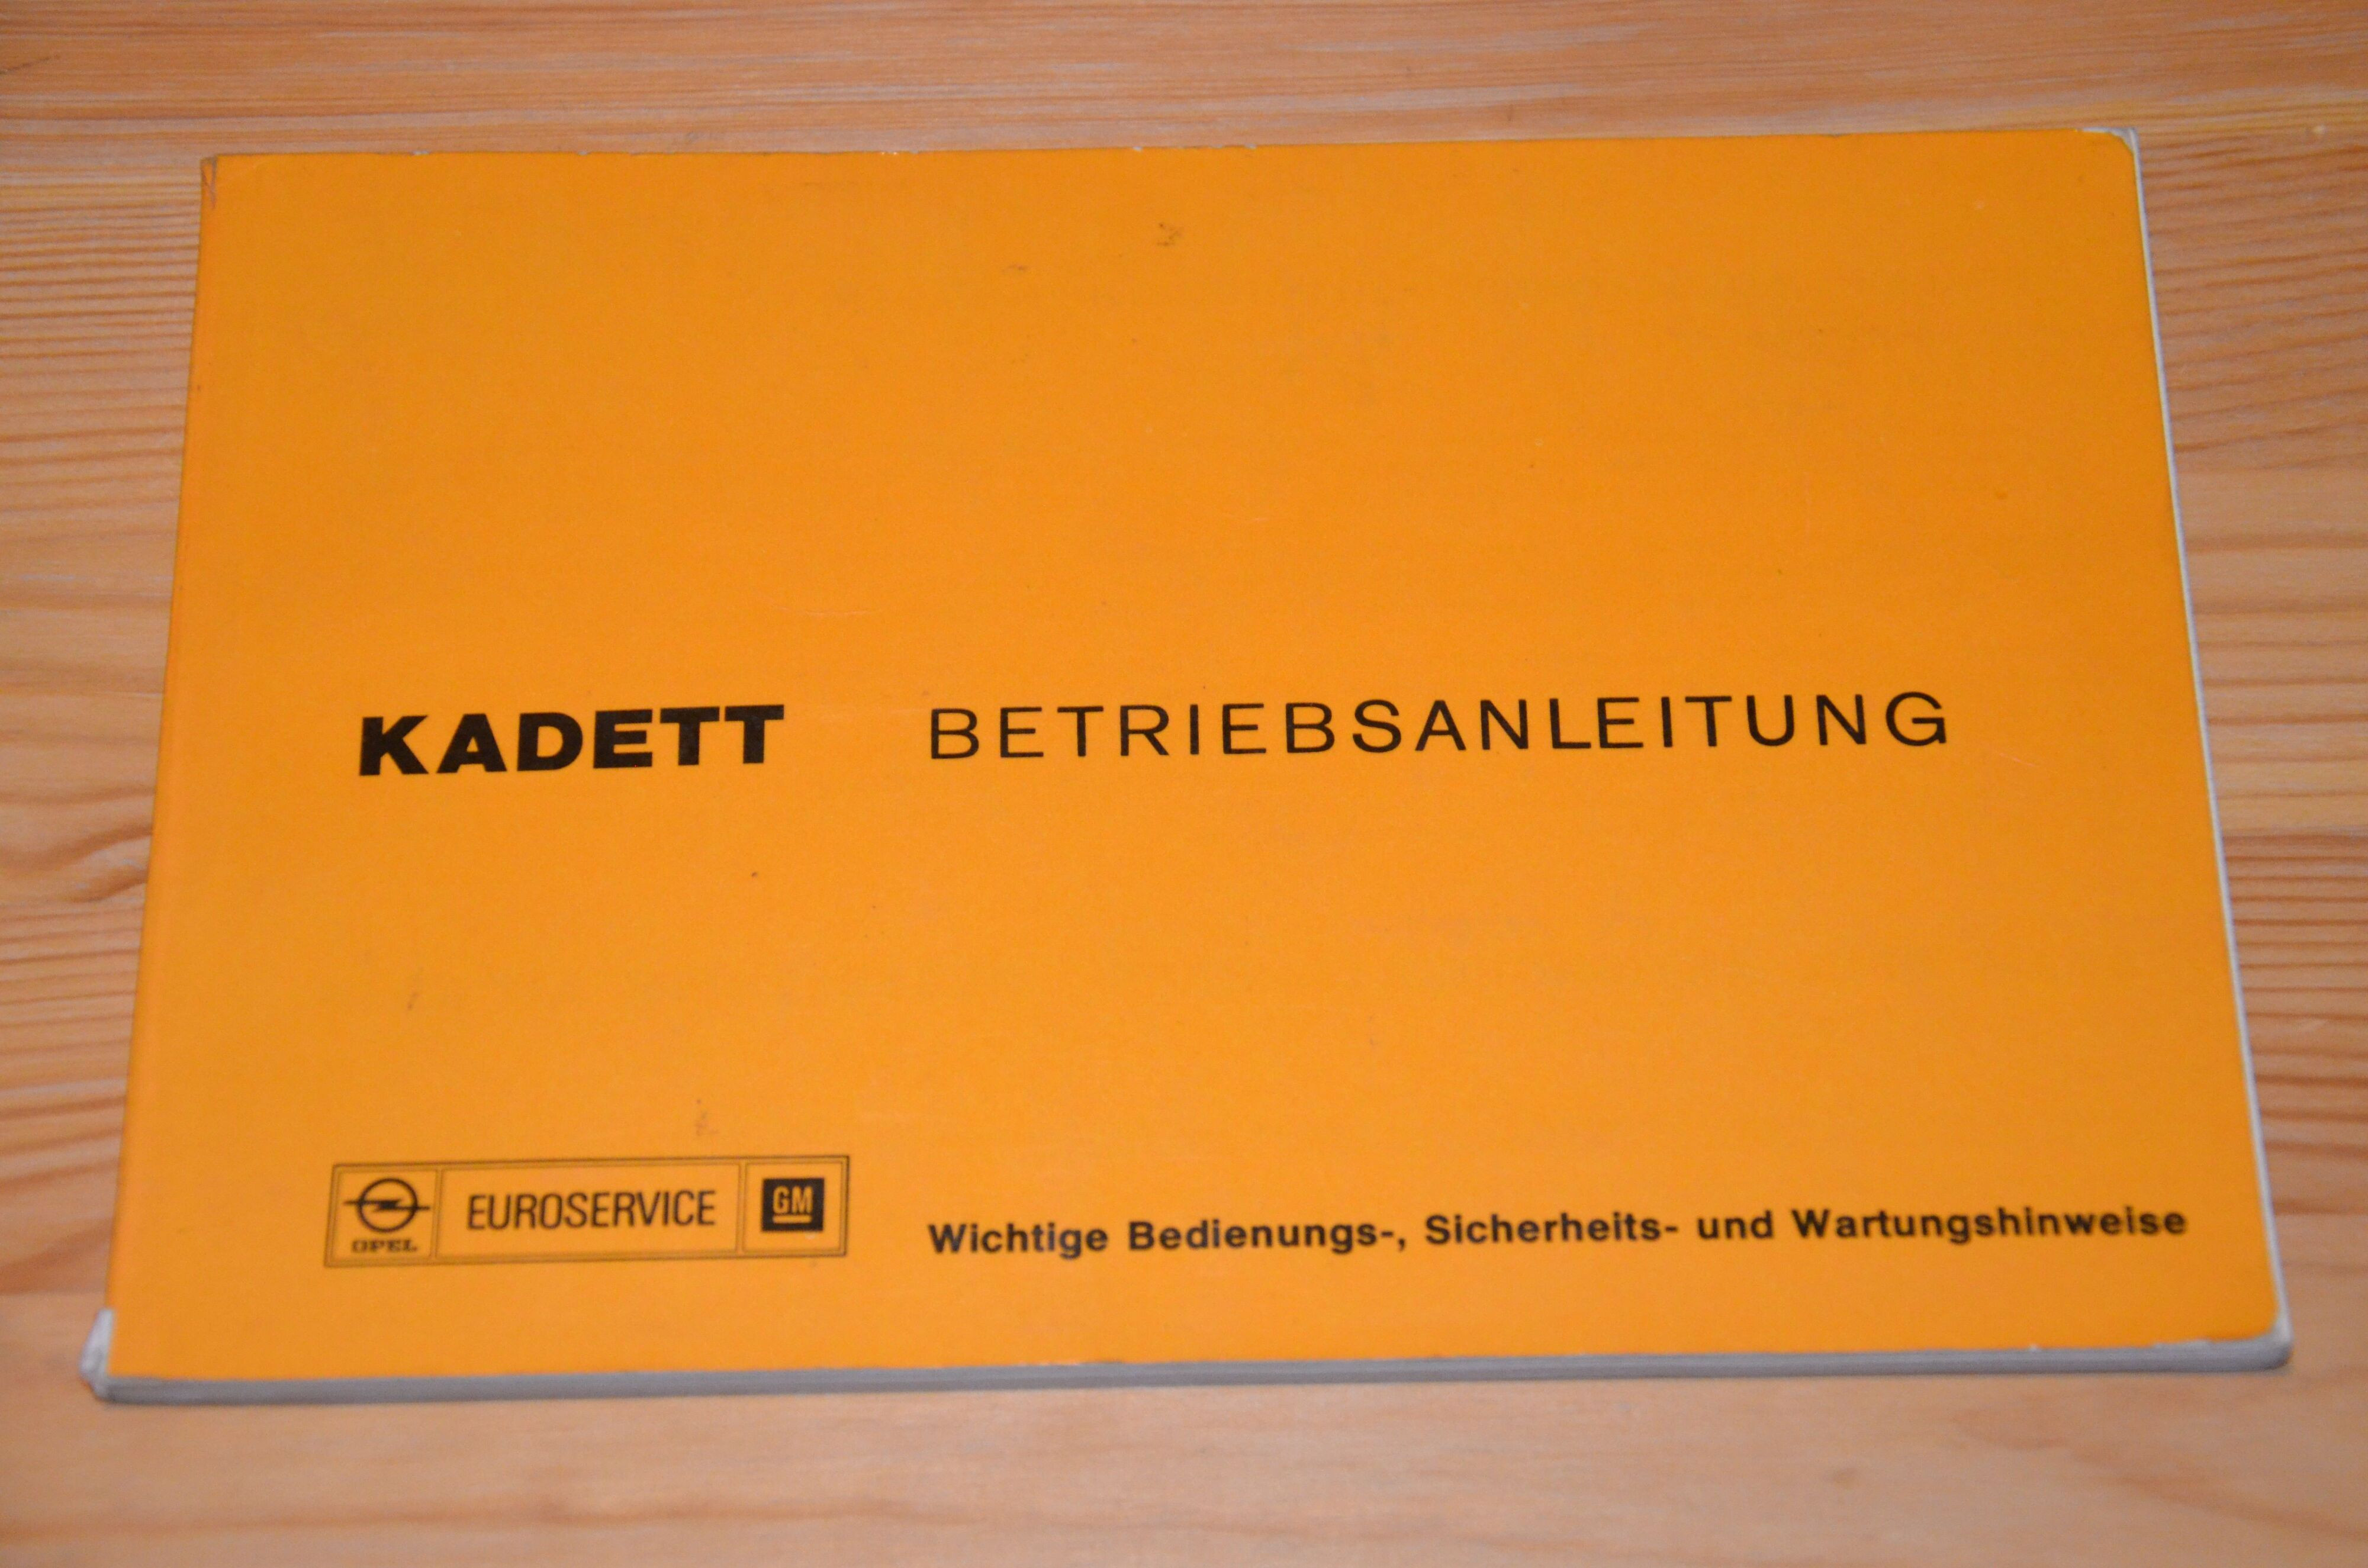 KADETT BETRIEBSANLEITUNG
OPEL EUROSERVICE GM
Wichtige Bedienungs-, Sicherheits- und Wartungshinweise